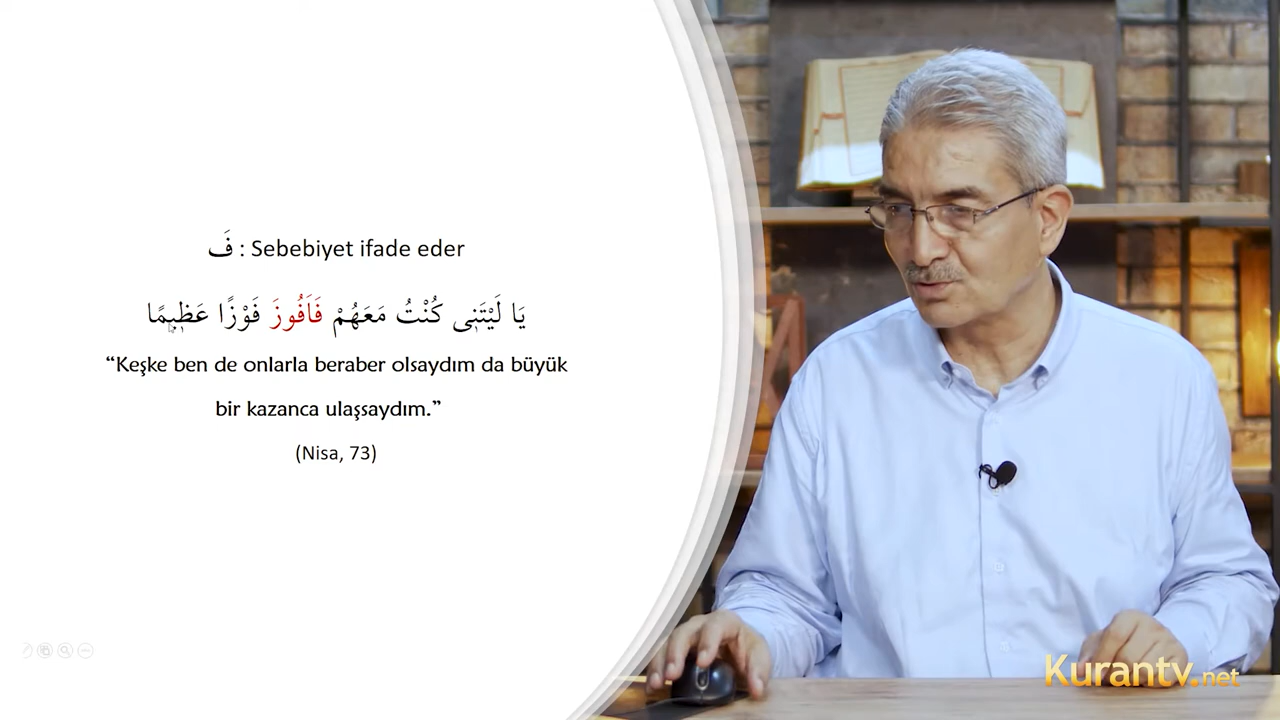 فَ : Sebebiyet ifade eder
يَا لَيْتَنٖى كُنْتُ مَعَهُمْ فَاَفُوزَ فَوْزًا عَظٖيمًا
“Keşke ben de onlarla beraber olsaydım da büyük
bir kazanca ulaşsaydım.”
(Nisa, 73)
Kurantv.net